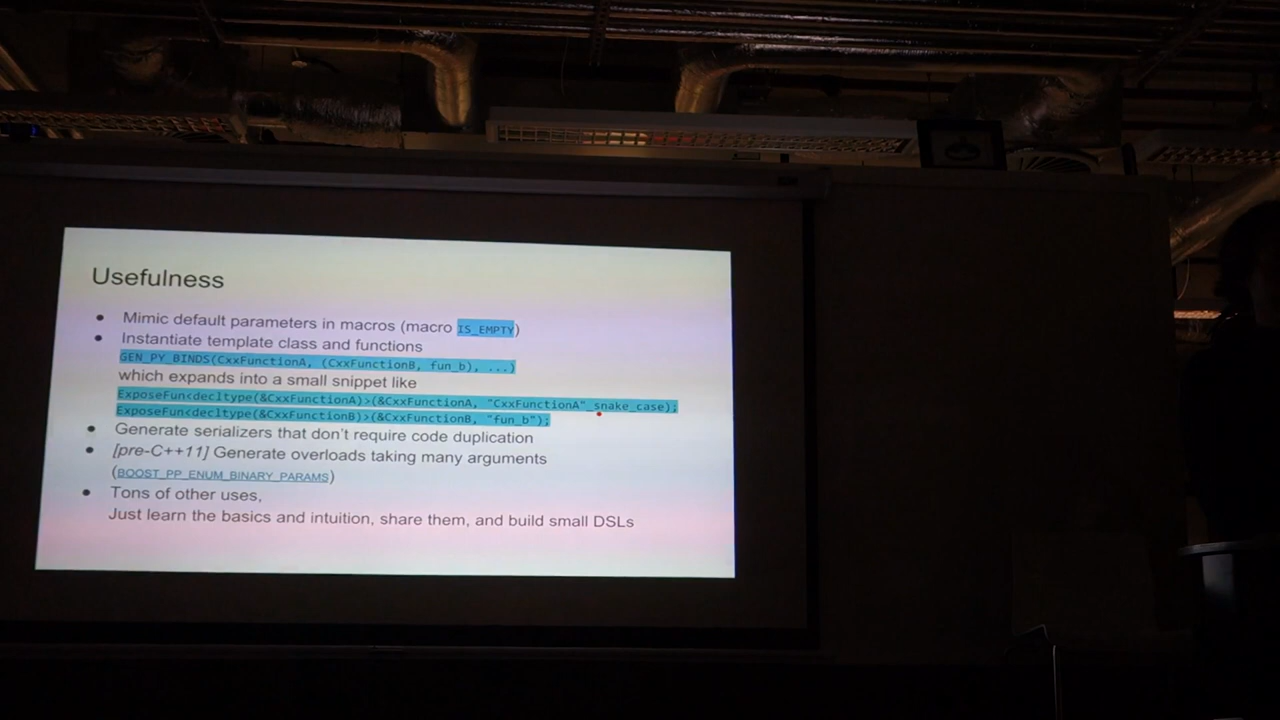 Usefulness
● Mimic default parameters in macros (macro IS_EMPTY)
● Instantiate template class and functions
GEN_PY_BINDS(CxxFunctionA, (CxxFunctionB, fun_b), ...)
which expands into a small snippet like
ExposeFun<decltype(&CxxFunctionA)>(&CxxFunctionA, "CxxFunctionA"_snake_case);
ExposeFun<decltype(&CxxFunctionB)>(&CxxFunctionB, "fun_b");
● Generate serializers that don't require code duplication
● [pre-C++11] Generate overloads taking many arguments
(BOOST_PP_ENUM_BINARY_PARAMS)
● Tons of other uses,
Just learn the basics and intuition, share them, and build small DSLs